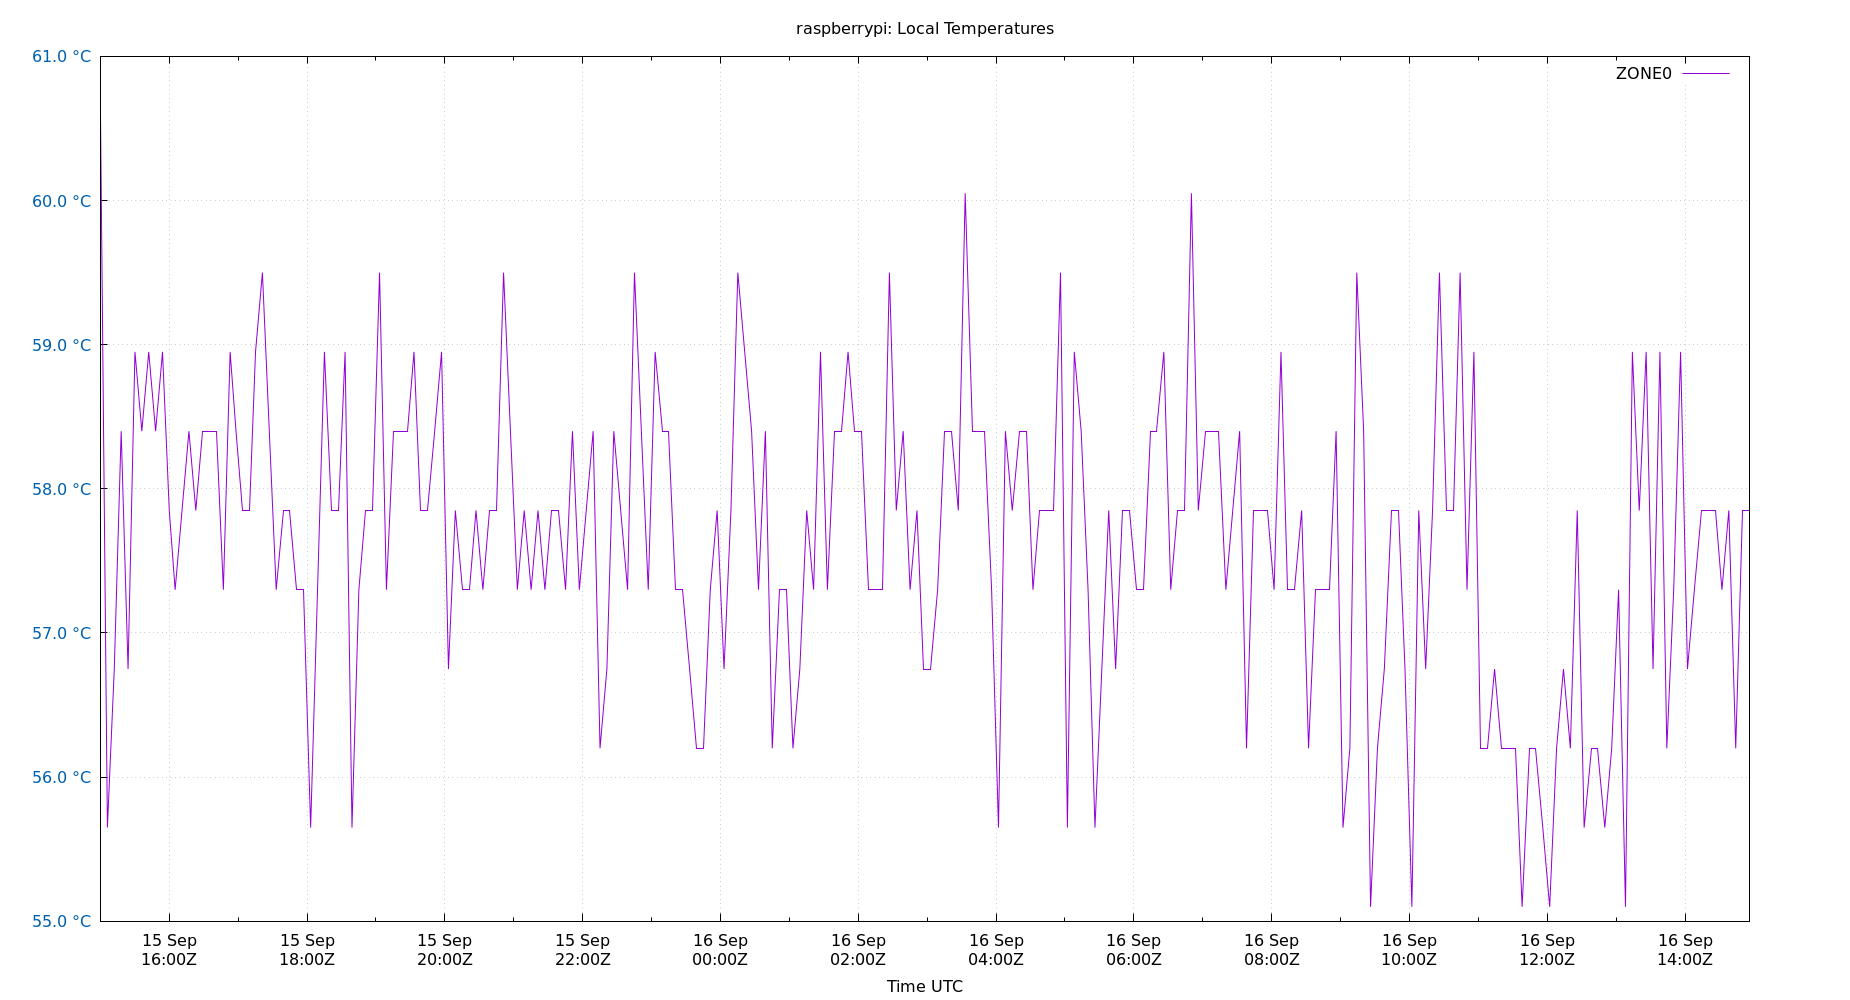 raspberrypi: Local Temperatures
61.0 °C
ZONE0
60.0 °C
59.0 °C
58.0 °C
57.0 °C
56.0 °C
55.0 °C
15 Sep 15 Sep 15 Sep 15 Sep 16 Sep 16 Sep 16 Sep 16 Sep 16 Sep 16 Sep 16 Sep 16 Sep
16:00Z 18:00Z 20:00Z 22:00Z 00:00Z 02:00Z 04:00Z 06:00Z 08:00Z 10:00Z 12:00Z 14:00Z
Time UTC